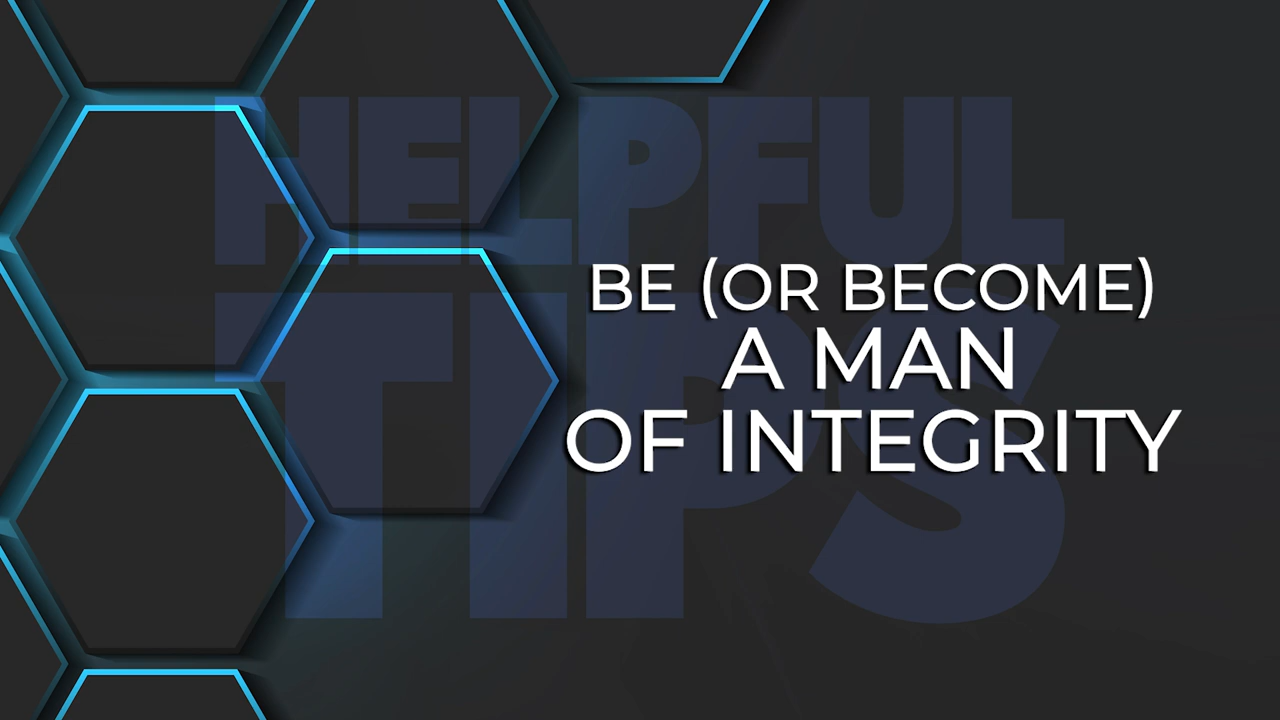 HELPFUL
TIPS
BE (OR BECOME)
A MAN
OF INTEGRITY